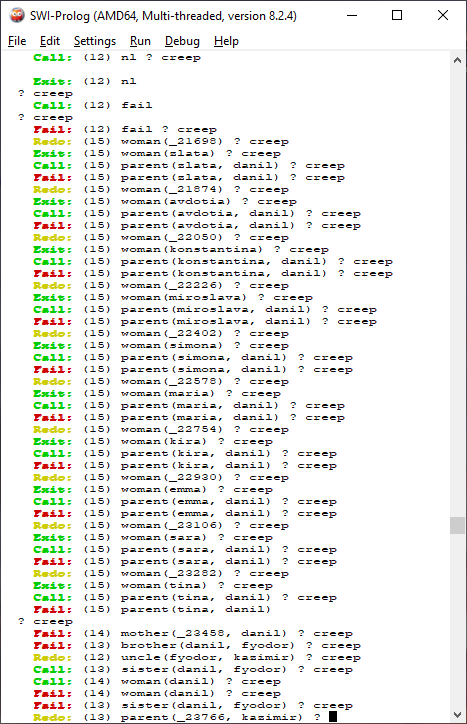 SWI-Prolog (AMD64, Multi-threaded, version 8.2.4)
File Edit Settings Run Debug Help
Call: (12) nl ? creep
Exit: (12) nl
? creep
Call: (12) fail
? creep
Fail: (12) fail ? creep
Redo: (15) woman(_21698) ? creep
Exit: (15) woman(zlata) ? creep
Call: (15) parent(zlata, danil) ? creep
Fail: (15) parent(zlata, danil) ? creep
Redo: (15) woman(_21874) ? creep
Exit: (15) woman(avdotia) ? creep
Call: (15) parent(avdotia, danil) ? creep
Fail: (15) parent(avdotia, danil) ? creep
Redo: (15) woman(_22050) ? creep
Exit: (15) woman(konstantina) ? creep
Call: (15) parent(konstantina, danil) ? creep
Fail: (15) parent(konstantina, danil) ? creep
Redo: (15) woman(_22226) ? creep
Exit: (15) woman(miroslava) ? creep
Call: (15) parent(miroslava, danil) ? creep
Fail: (15) parent(miroslava, danil) ? creep
Redo: (15) woman(_22402) ? creep
Exit: (15) woman(simona) ? creep
Call: (15) parent(simona, danil) ? creep
Fail: (15) parent(simona, danil) ? creep
Redo: (15) woman(_22578) ? creep
Exit: (15) woman(maria) ? creep
Call: (15) parent(maria, danil) ? creep
Fail: (15) parent(maria, danil) ? creep
Redo: (15) woman(_22754) ? creep
Exit: (15) woman(kira) ? creep
Call: (15) parent(kira, danil) ? creep
Fail: (15) parent(kira, danil) ? creep
Redo: (15) woman(_22930) ? creep
Exit: (15) woman(emma) ? creep
Call: (15) parent(emma, danil) ? creep
Fail: (15) parent(emma, danil) ? creep
Redo: (15) woman(_23106) ? creep
Exit: (15) woman(sara) ? creep
Call: (15) parent(sara, danil) ? creep
Fail: (15) parent(sara, danil) ? creep
Redo: (15) woman(_23282) ? creep
Exit: (15) woman(tina) ? creep
Call: (15) parent(tina, danil) ? creep
Fail: (15) parent(tina, danil)
? creep
Fail: (14) mother(_23458, danil) ? creep
Fail: (13) brother(danil, fyodor) ? creep
Redo: (12) uncle(fyodor, kazimir) ? creep
Call: (13) sister(danil, fyodor) ? creep
Call: (14) woman(danil) ? creep
Fail: (14) woman(danil) ? creep
Fail: (13) sister(danil, fyodor) ? creep
Redo: (13) parent(_23766, kazimir) ?